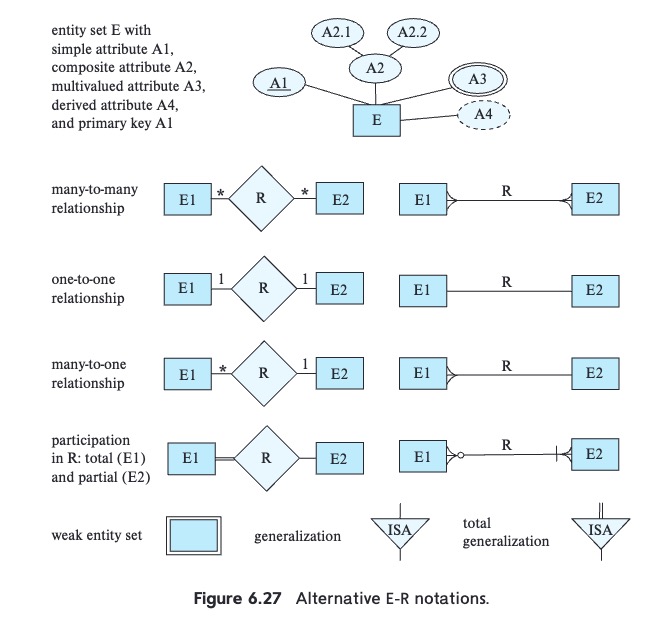 entity set E with
simple attribute A1,
composite attribute A2,
multivalued attribute A3,
derived attribute A4,
and primary key A1
A2.1
A2.2
A2
A1
A3
E
A4
many-to-many
relationship
E1 * R * E2
E1 R E2
one-to-one
relationship
E1 1 R 1 E2
E1 R E2
many-to-one
relationship
E1 * R 1 E2
E1 R E2
participation
in R: total (E1)
and partial (E2)
E1 R E2
E1 R E2
weak entity set
generalization
ISA
total
generalization
ISA
Figure 6.27 Alternative E-R notations.